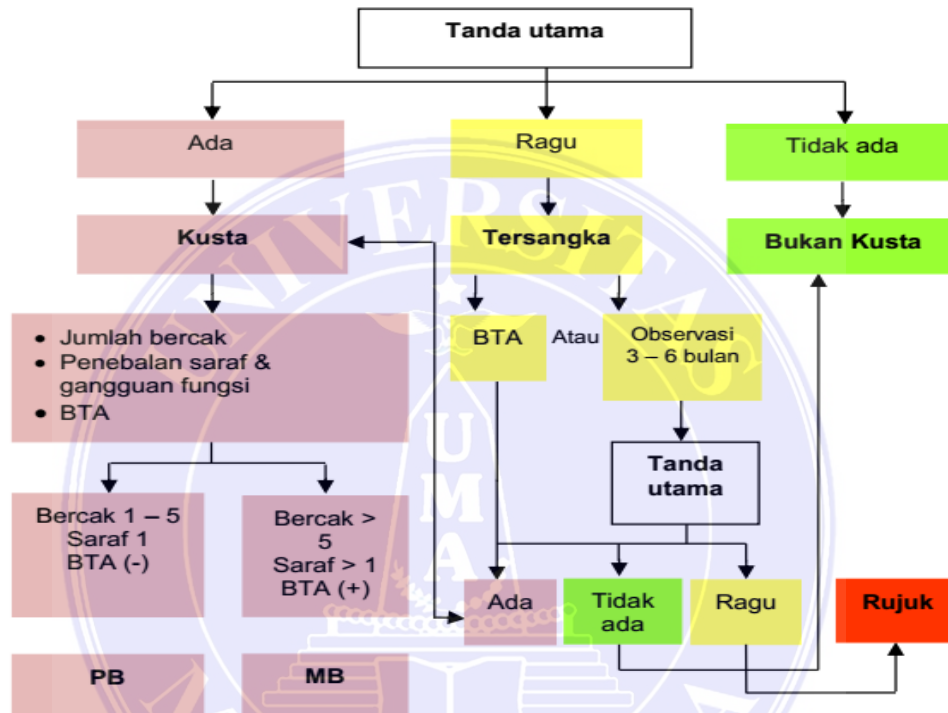 Tanda utama
Ada
Ragu
Tidak ada
Kusta
Tersangka
Bukan Kusta
• Jumlah bercak
• Penebalan saraf &
gangguan fungsi
• BTA
BTA
Atau
Observasi
3 – 6 bulan
Tanda
utama
Bercak 1 – 5
Saraf 1
BTA (-)
Bercak >
5
Saraf > 1
BTA (+)
Ada
Tidak
ada
Ragu
Rujuk
PB
MB
UNIVERSITAS
U
M
A